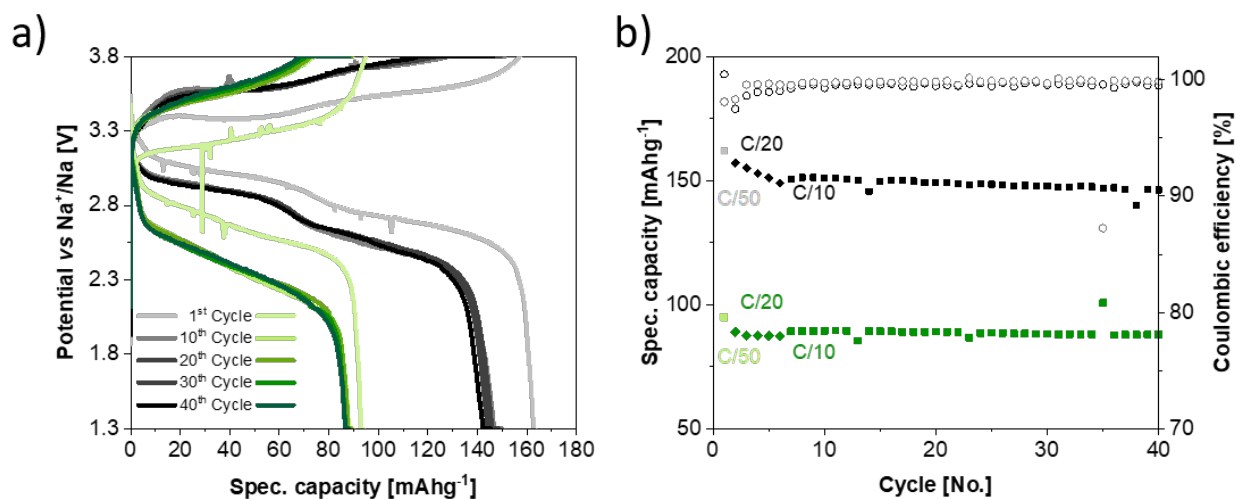 a)
3.8
3.3
2.8
2.3
1.8
1.3
Potential vs Na⁺/Na [V]
1ˢᵗ Cycle
10ᵗʰ Cycle
20ᵗʰ Cycle
30ᵗʰ Cycle
40ᵗʰ Cycle
0 20 40 60 80 100 120 140 160 180
Spec. capacity [mAhg⁻¹]
b)
200
150
100
50
Spec. capacity [mAhg⁻¹]
C/20
C/50
C/10
C/20
C/50
C/10
100
90
80
70
Coulombic efficiency [%]
0 10 20 30 40
Cycle [No.]